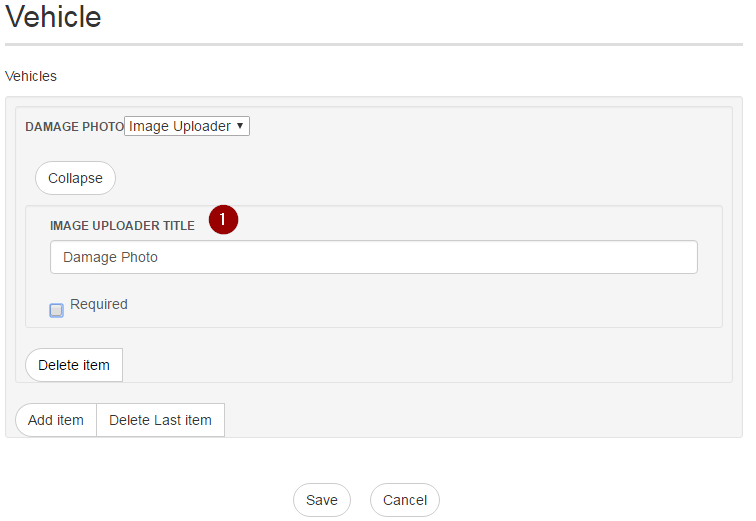 Vehicle
Vehicles
DAMAGE PHOTO Image Uploader ▼
Collapse
IMAGE UPLOADER TITLE 1
Damage Photo
Required
Delete item
Add item Delete Last item
Save Cancel